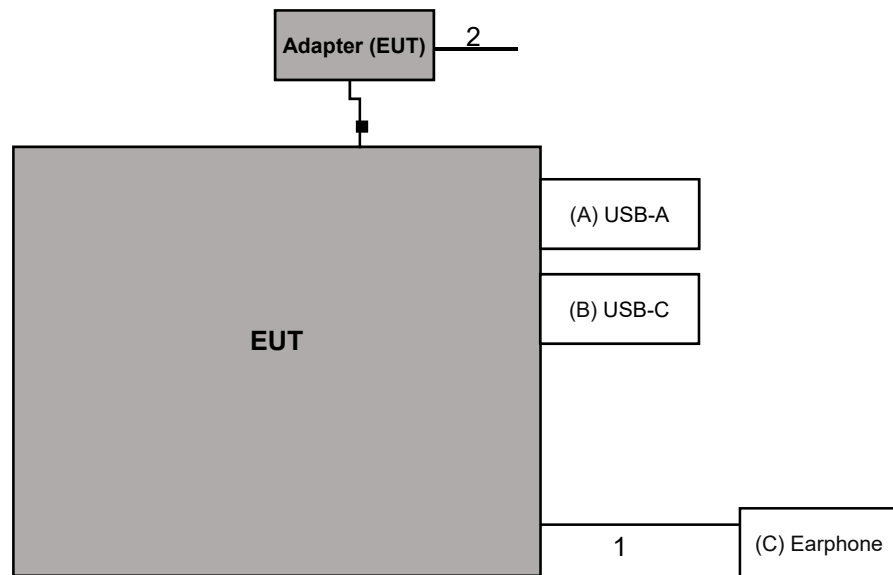 Adapter (EUT)
2
(A) USB-A
(B) USB-C
EUT
1
(C) Earphone